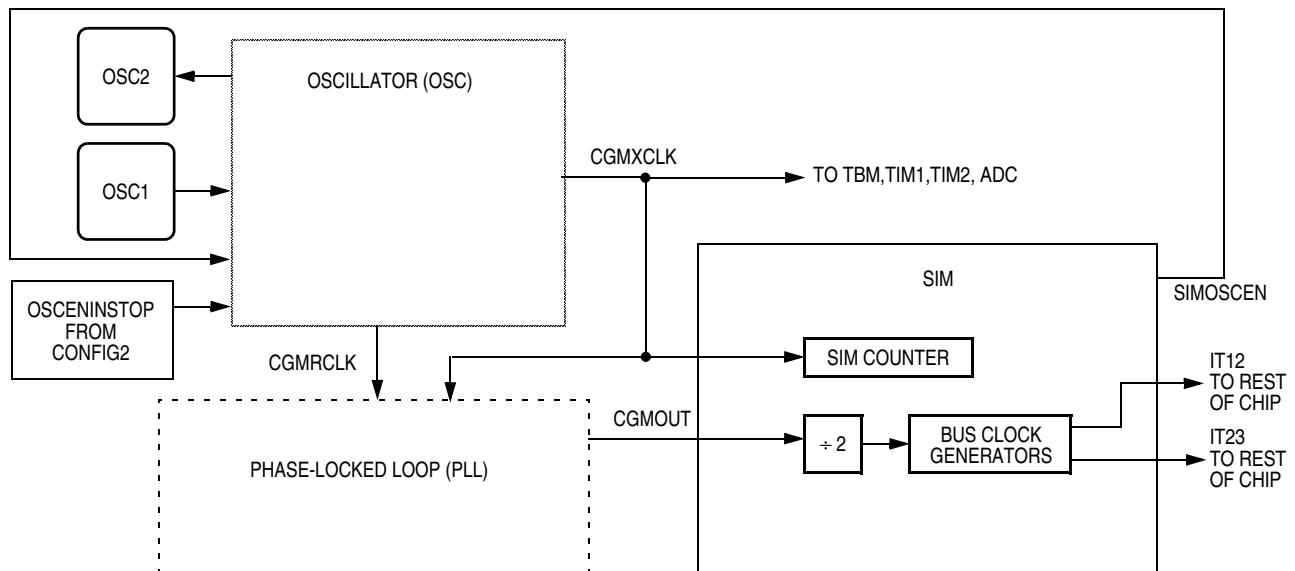 OSC2
OSCILLATOR (OSC)
CGMXCLK
TO TBM,TIM1,TIM2, ADC
OSC1
SIM
SIMOSCEN
OSCENINSTOP
FROM
CONFIG2
CGMRCLK
SIM COUNTER
IT12
TO REST
OF CHIP
CGMOUT
÷ 2
BUS CLOCK
GENERATORS
IT23
TO REST
OF CHIP
PHASE-LOCKED LOOP (PLL)